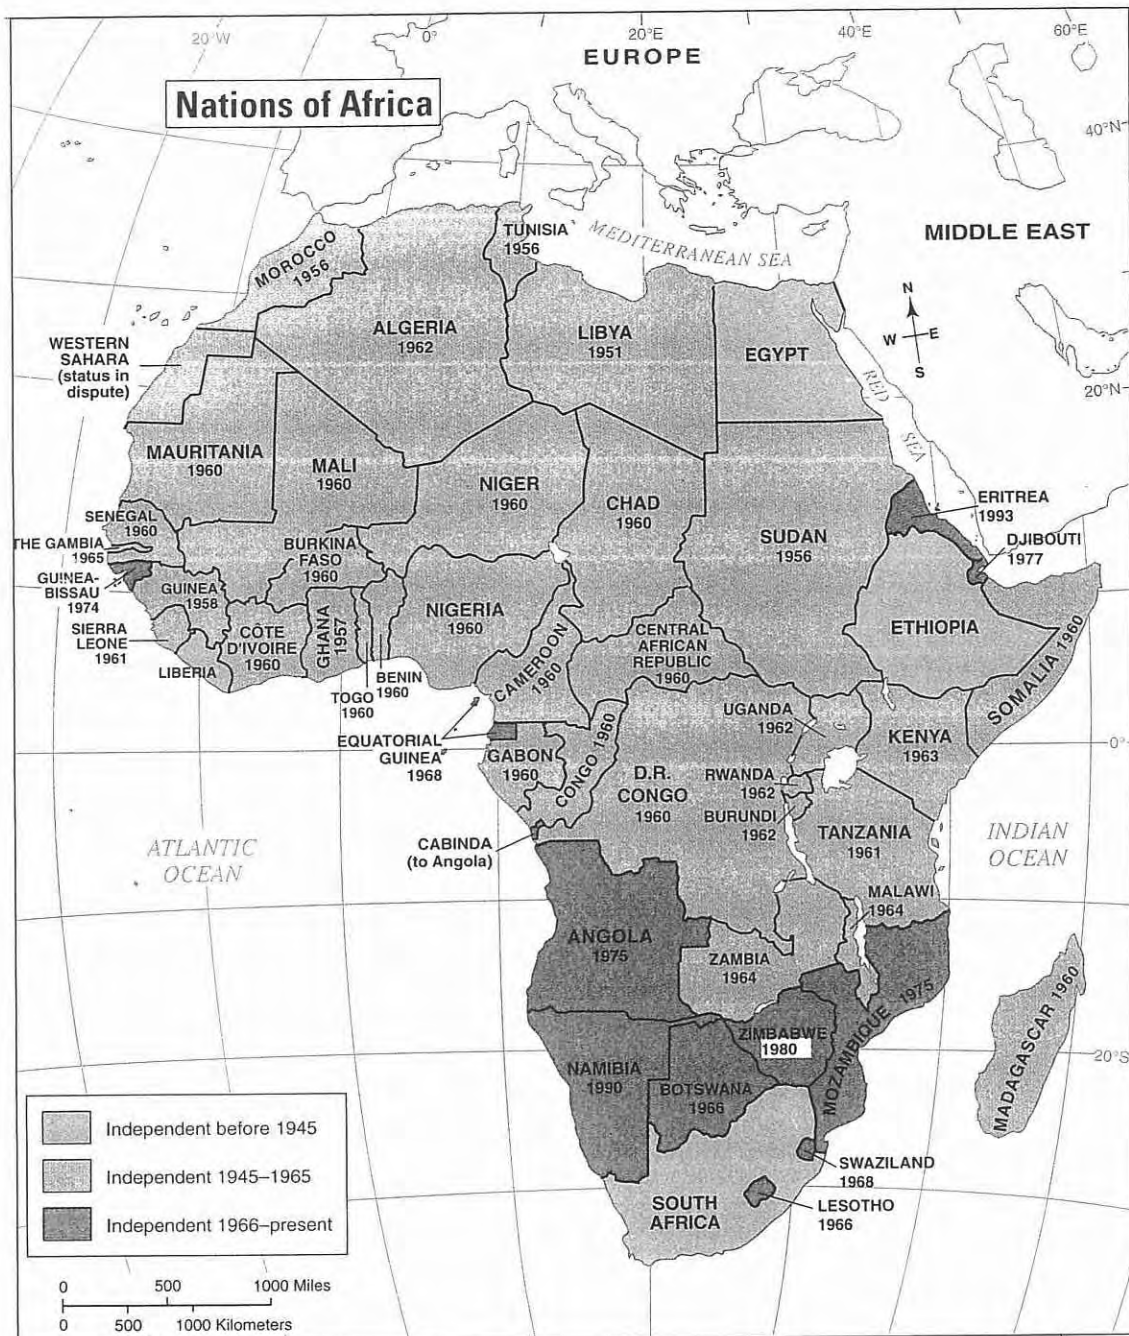 20°W
0°
20°E
40°E
60°E
EUROPE
Nations of Africa
40°N
MIDDLE EAST
MEDITERRANEAN SEA
TUNISIA
1956
MOROCCO
1956
N
W E
S
ALGERIA
1962
LIBYA
1951
EGYPT
WESTERN
SAHARA
(status in
dispute)
RED
SEA
20°N
MAURITANIA
1960
MALI
1960
NIGER
1960
CHAD
1960
SUDAN
1956
ERITREA
1993
DJIBOUTI
1977
SENEGAL
1960
THE GAMBIA
1965
GUINEA-
BISSAU
1974
GUINEA
1958
BURKINA
FASO
1960
SIERRA
LEONE
1961
LIBERIA
CÔTE
D'IVOIRE
1960
GHANA
1957
TOGO
1960
BENIN
1960
NIGERIA
1960
CAMEROON
1960
CENTRAL
AFRICAN
REPUBLIC
1960
ETHIOPIA
SOMALIA 1960
UGANDA
1962
KENYA
1963
0°
EQUATORIAL
GUINEA
1968
GABON
1960
CONGO 1960
D.R.
CONGO
1960
RWANDA
1962
BURUNDI
1962
TANZANIA
1961
INDIAN
OCEAN
ATLANTIC
OCEAN
CABINDA
(to Angola)
MALAWI
1964
ANGOLA
1975
ZAMBIA
1964
MOZAMBIQUE 1975
MADAGASCAR 1960
ZIMBABWE
1980
20°S
NAMIBIA
1990
BOTSWANA
1966
SWAZILAND
1968
LESOTHO
1966
SOUTH
AFRICA
Independent before 1945
Independent 1945–1965
Independent 1966–present
0 500 1000 Miles
0 500 1000 Kilometers